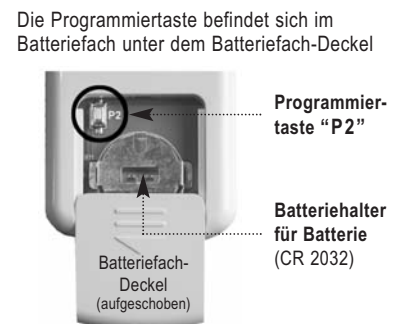 Die Programmiertaste befindet sich im
Batteriefach unter dem Batteriefach-Deckel
P2
Programmier-
taste “P2”
Batteriehalter
für Batterie
(CR 2032)
Batteriefach-
Deckel
(aufgeschoben)